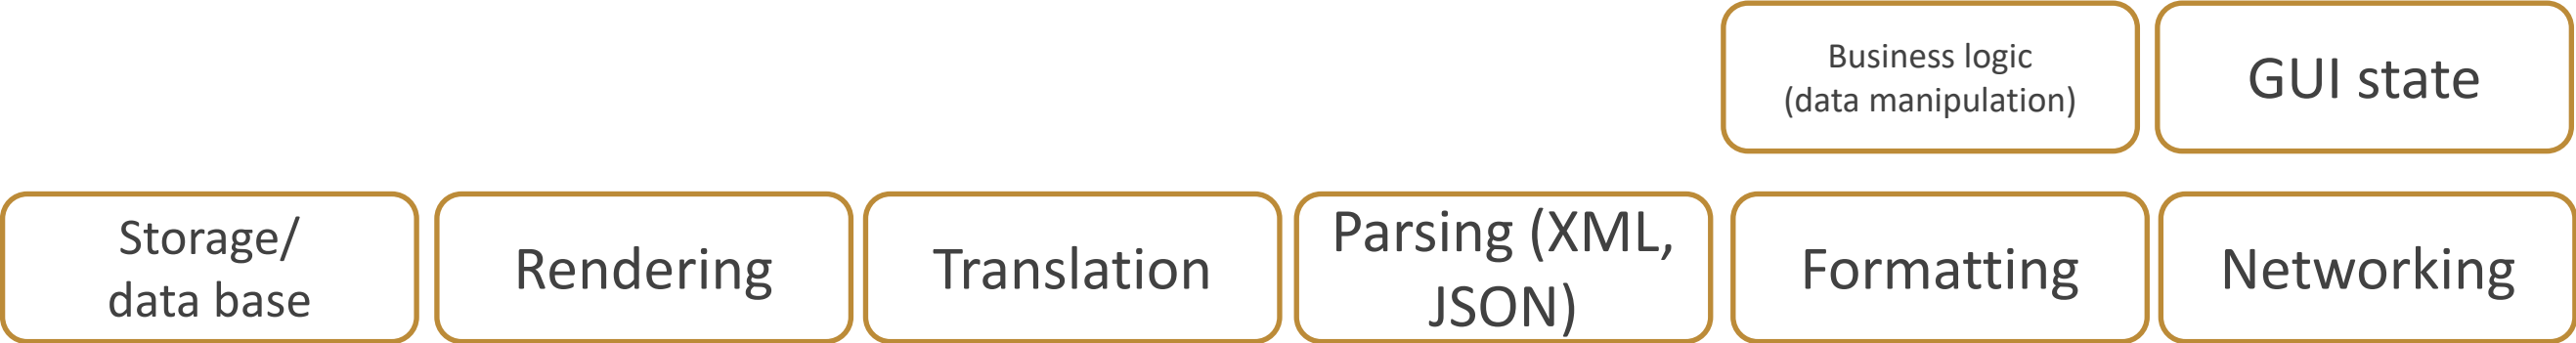 Business logic
(data manipulation)
GUI state
Storage/
data base
Rendering
Translation
Parsing (XML,
JSON)
Formatting
Networking